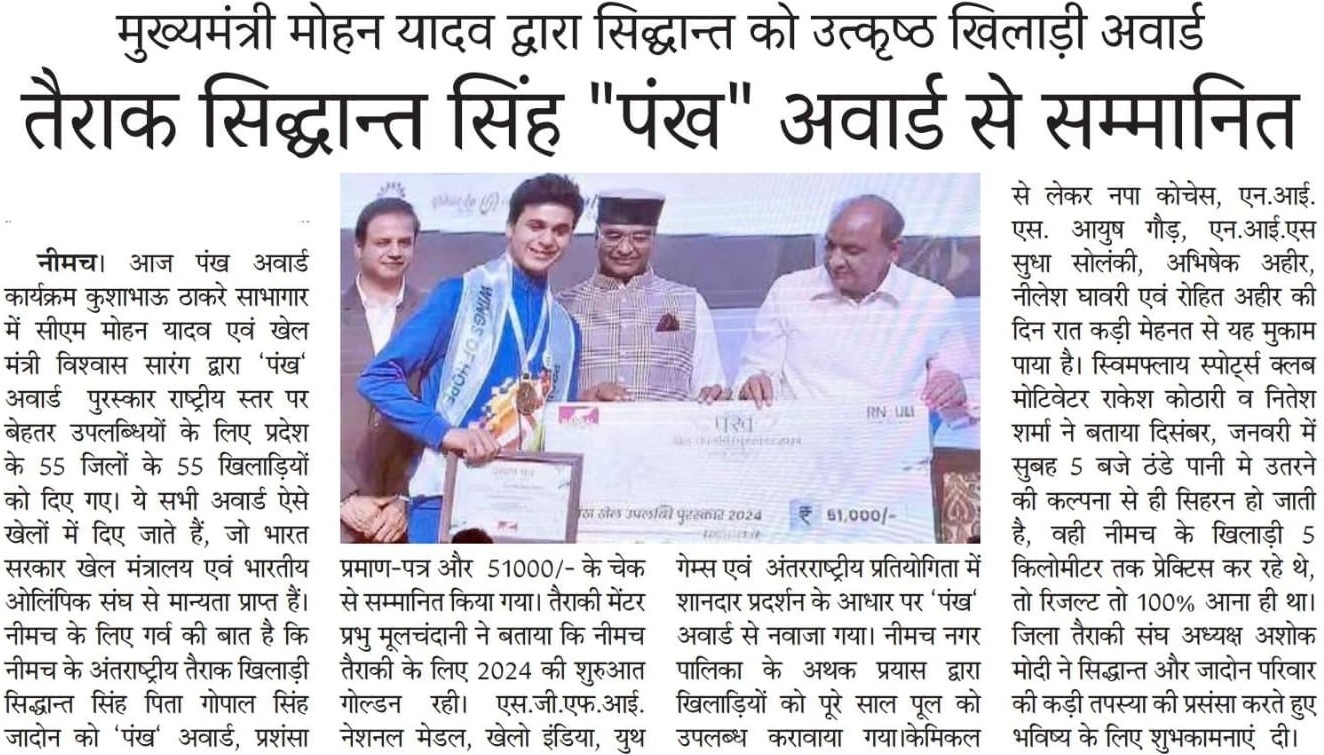 मुख्यमंत्री मोहन यादव द्वारा सिद्धान्त को उत्कृष्ठ खिलाड़ी अवार्ड
तैराक सिद्धान्त सिंह "पंख" अवार्ड से सम्मानित
नीमच। आज पंख अवार्ड
कार्यक्रम कुशाभाऊ ठाकरे साभागार
में सीएम मोहन यादव एवं खेल
मंत्री विश्वास सारंग द्वारा 'पंख'
अवार्ड पुरस्कार राष्ट्रीय स्तर पर
बेहतर उपलब्धियों के लिए प्रदेश
के 55 जिलों के 55 खिलाड़ियों
को दिए गए। ये सभी अवार्ड ऐसे
खेलों में दिए जाते हैं, जो भारत
सरकार खेल मंत्रालय एवं भारतीय
ओलिंपिक संघ से मान्यता प्राप्त हैं।
नीमच के लिए गर्व की बात है कि
नीमच के अंतराष्ट्रीय तैराक खिलाड़ी
सिद्धान्त सिंह पिता गोपाल सिंह
जादोन को 'पंख' अवार्ड, प्रशंसा
WINGS OF HOPE
पंख
खेल उपलब्धि पुरस्कार 2024
₹ 51,000/-
प्रमाण-पत्र और 51000/- के चेक
से सम्मानित किया गया। तैराकी मेंटर
प्रभु मूलचंदानी ने बताया कि नीमच
तैराकी के लिए 2024 की शुरुआत
गोल्डन रही। एस.जी.एफ.आई.
नेशनल मेडल, खेलो इंडिया, युथ
गेम्स एवं अंतरराष्ट्रीय प्रतियोगिता में
शानदार प्रदर्शन के आधार पर 'पंख'
अवार्ड से नवाजा गया। नीमच नगर
पालिका के अथक प्रयास द्वारा
खिलाड़ियों को पूरे साल पूल को
उपलब्ध करावाया गया।केमिकल
से लेकर नपा कोचेस, एन.आई.
एस. आयुष गौड़, एन.आई.एस
सुधा सोलंकी, अभिषेक अहीर,
नीलेश घावरी एवं रोहित अहीर की
दिन रात कड़ी मेहनत से यह मुकाम
पाया है। स्विमफ्लाय स्पोर्ट्स क्लब
मोटिवेटर राकेश कोठारी व नितेश
शर्मा ने बताया दिसंबर, जनवरी में
सुबह 5 बजे ठंडे पानी मे उतरने
की कल्पना से ही सिहरन हो जाती
है, वही नीमच के खिलाड़ी 5
किलोमीटर तक प्रेक्टिस कर रहे थे,
तो रिजल्ट तो 100% आना ही था।
जिला तैराकी संघ अध्यक्ष अशोक
मोदी ने सिद्धान्त और जादोन परिवार
की कड़ी तपस्या की प्रसंसा करते हुए
भविष्य के लिए शुभकामनाएं दी।